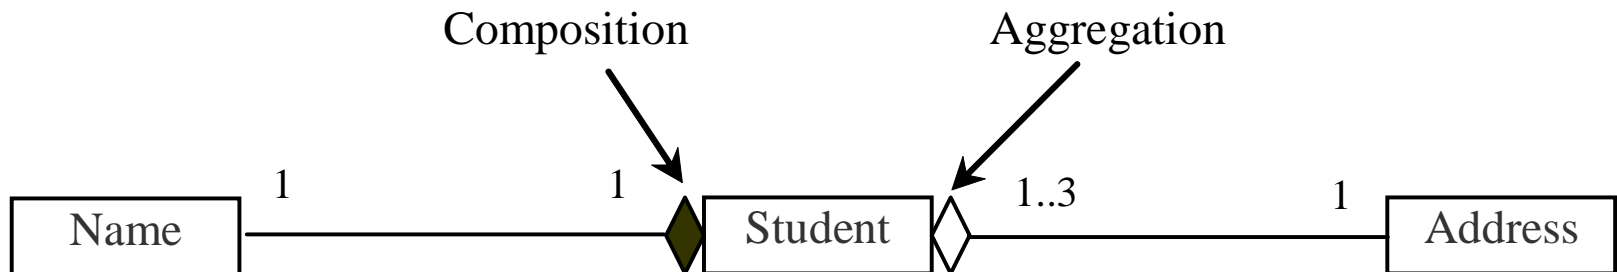 Composition Aggregation
1 1 1..3 1
Name Student Address